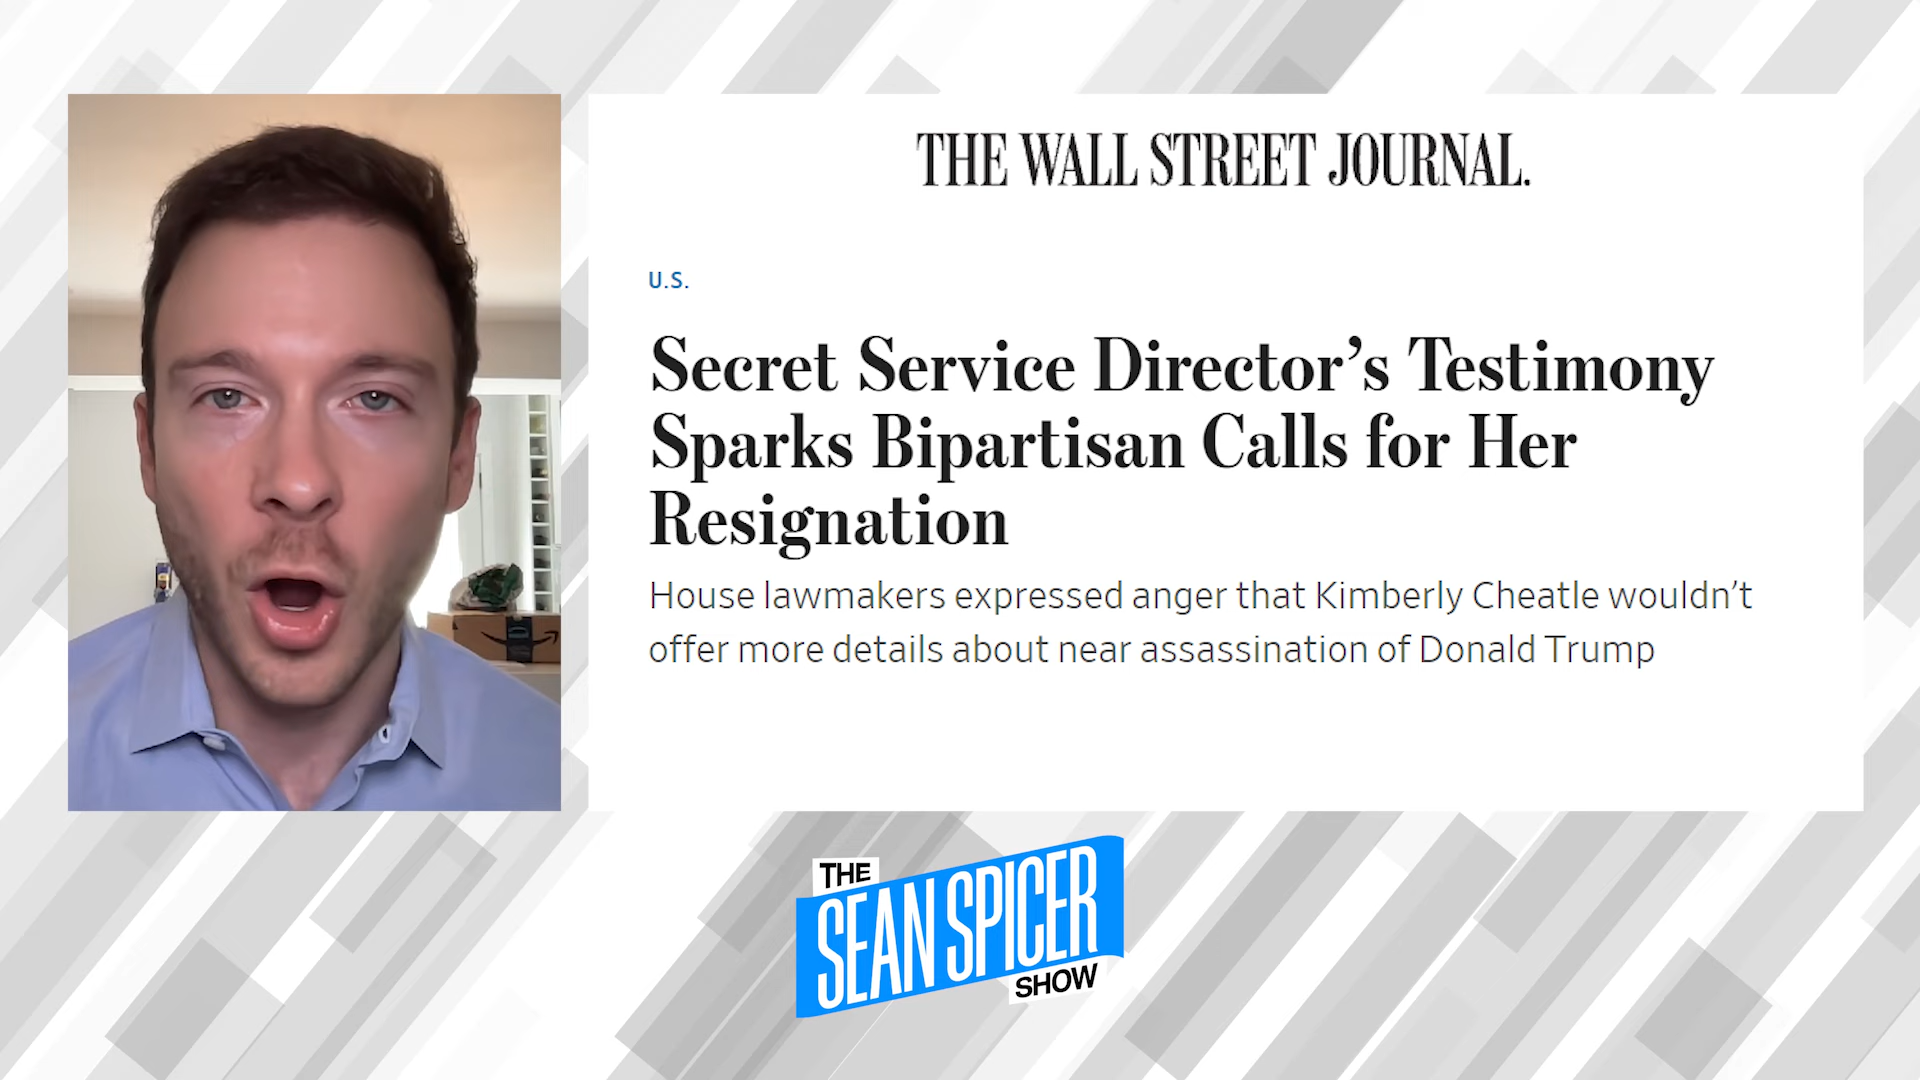 THE WALL STREET JOURNAL.
U.S.
Secret Service Director’s Testimony
Sparks Bipartisan Calls for Her
Resignation
House lawmakers expressed anger that Kimberly Cheatle wouldn’t
offer more details about near assassination of Donald Trump
THE
SEAN SPICER
SHOW